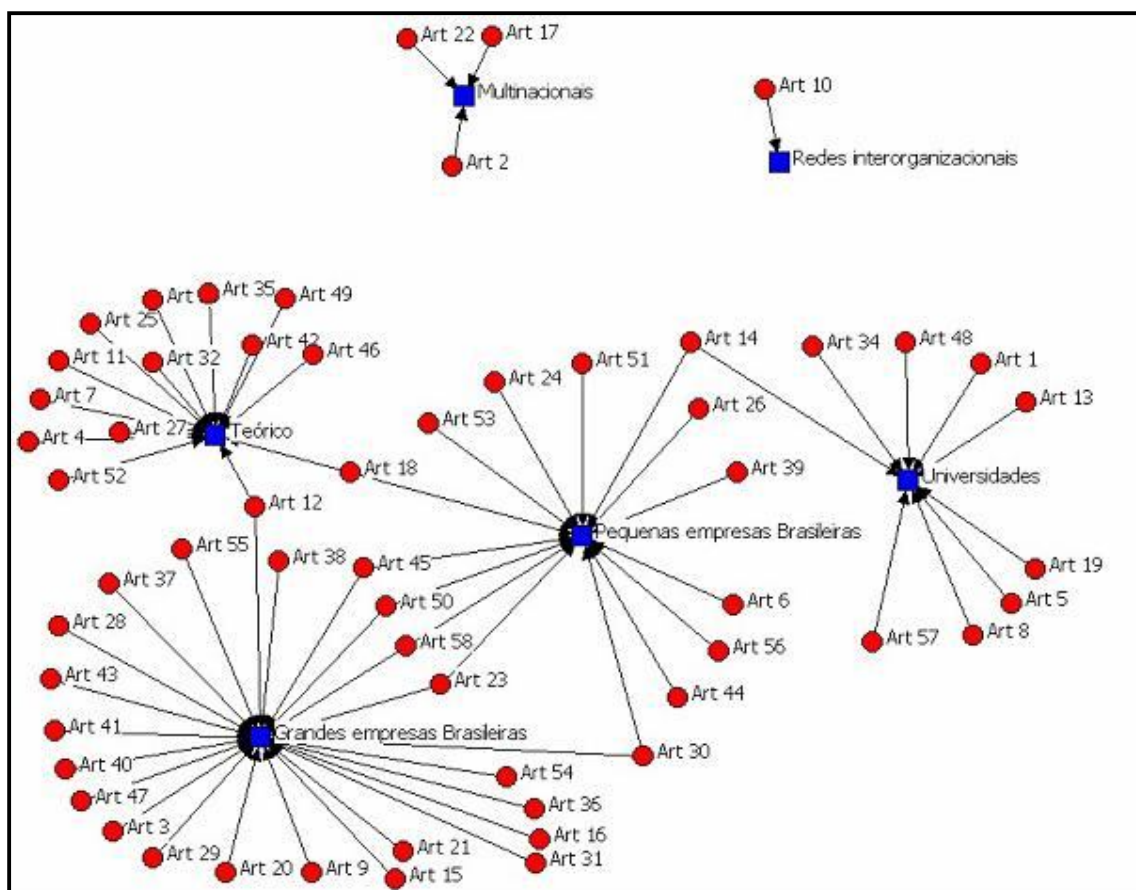 Art 22
Art 17
Multinacionais
Art 2
Art 10
Redes interorganizacionais
Art
Art 35
Art 49
Art 25
Art 42
Art 11
Art 32
Art 46
Art 7
Art 4
Art 27
Teórico
Art 52
Art 18
Art 12
Art 14
Art 51
Art 24
Art 26
Art 53
Art 39
Pequenas empresas Brasileiras
Art 34
Art 48
Art 1
Art 13
Universidades
Art 19
Art 5
Art 8
Art 57
Art 6
Art 56
Art 44
Art 30
Art 55
Art 38
Art 45
Art 37
Art 50
Art 28
Art 58
Art 43
Art 23
Art 41
Grandes empresas Brasileiras
Art 40
Art 54
Art 47
Art 36
Art 3
Art 16
Art 29
Art 21
Art 31
Art 20
Art 9
Art 15